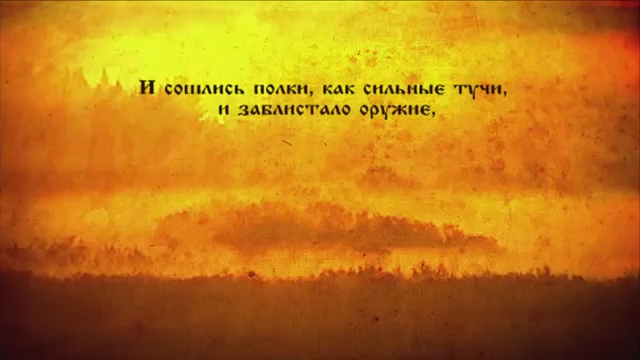 И сошлись полки, как сильные тучи,
и заблистало оружие,